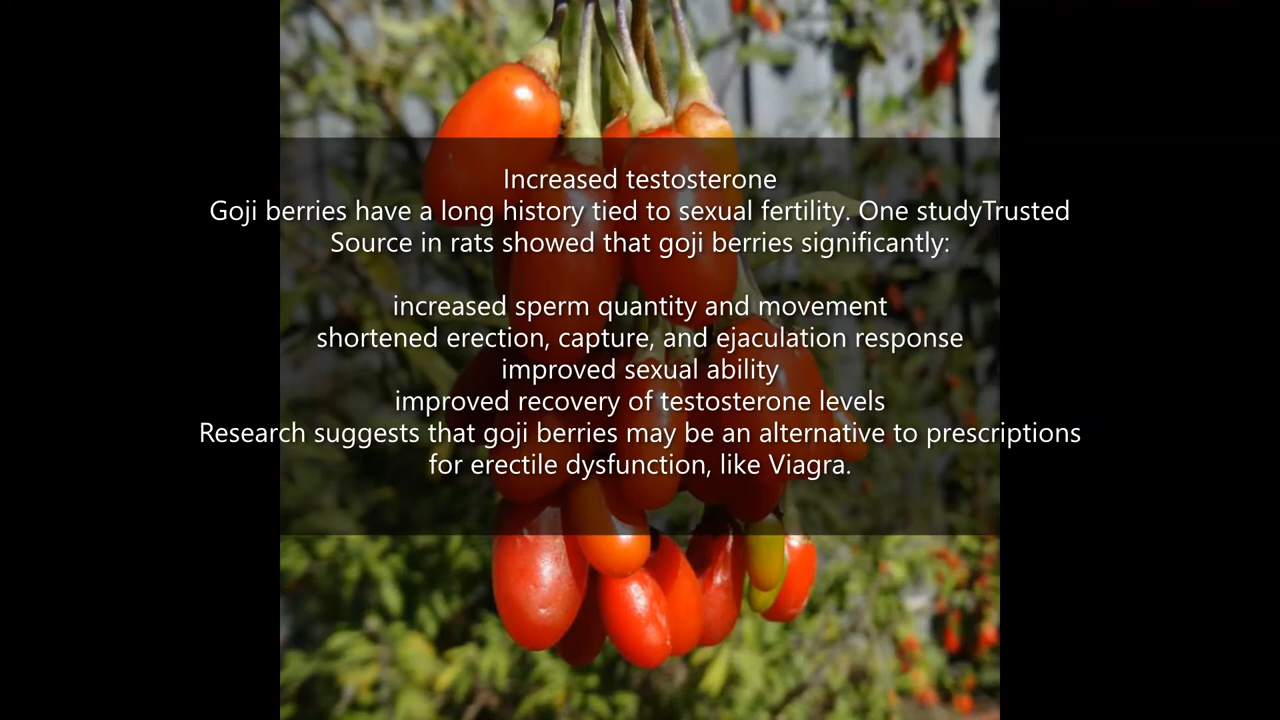 Increased testosterone
Goji berries have a long history tied to sexual fertility. One studyTrusted
Source in rats showed that goji berries significantly:
increased sperm quantity and movement
shortened erection, capture, and ejaculation response
improved sexual ability
improved recovery of testosterone levels
Research suggests that goji berries may be an alternative to prescriptions
for erectile dysfunction, like Viagra.